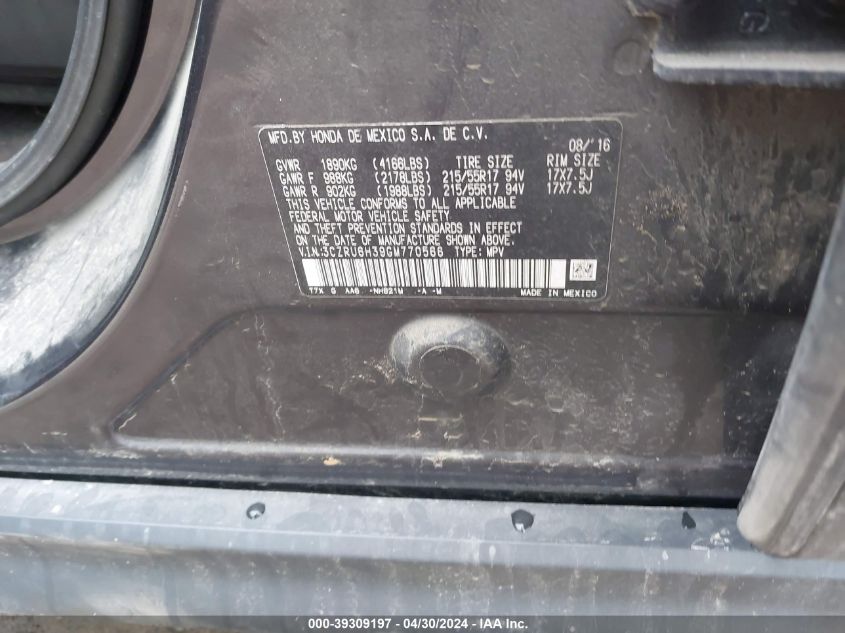 MFD. BY HONDA DE MEXICO S.A. DE C.V. 08/'16
GVWR 1890KG (4166LBS) TIRE SIZE RIM SIZE
GAWR F 988KG (2178LBS) 215/55R17 94V 17X7.5J
GAWR R 902KG (1988LBS) 215/55R17 94V 17X7.5J
THIS VEHICLE CONFORMS TO ALL APPLICABLE
FEDERAL MOTOR VEHICLE SAFETY
AND THEFT PREVENTION STANDARDS IN EFFECT
ON THE DATE OF MANUFACTURE SHOWN ABOVE.
V.I.N: 3CZRU6H39GM770566 TYPE: MPV
T7X G AA0 -NH821M -A -M MADE IN MEXICO
000-39309197 - 04/30/2024 - IAA Inc.